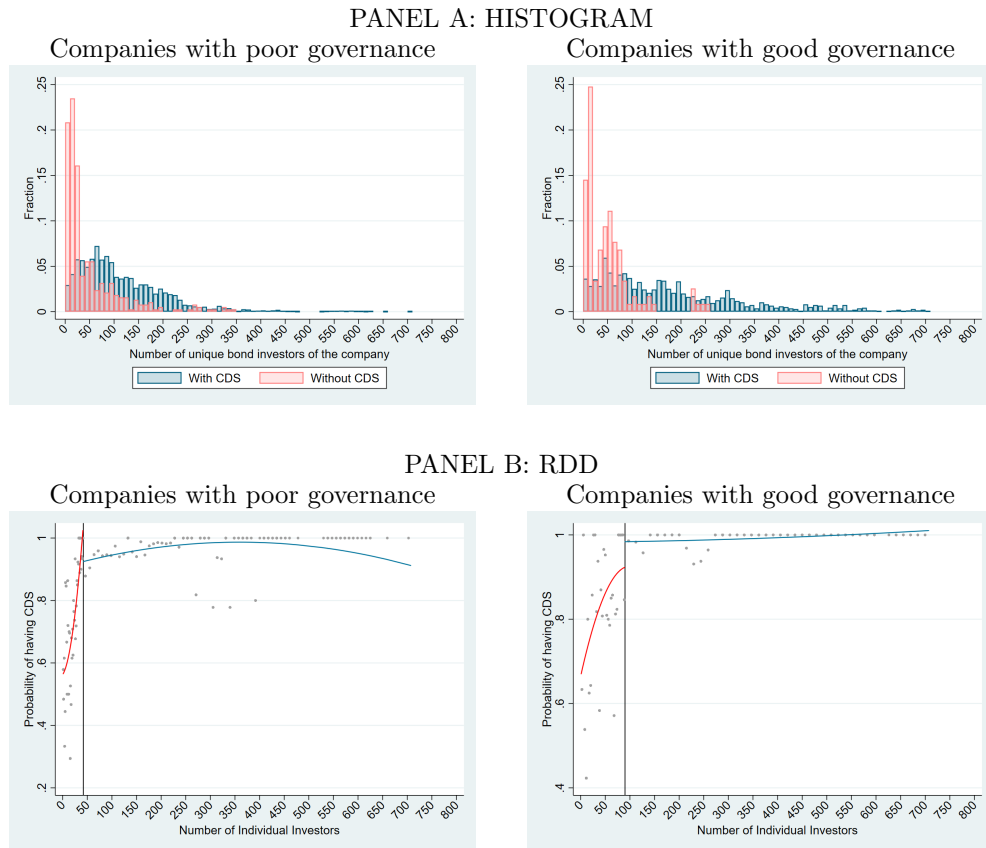 PANEL A: HISTOGRAM
Companies with poor governance
Companies with good governance
Fraction
.25
.2
.15
.1
.05
0
0 50 100 150 200 250 300 350 400 450 500 550 600 650 700 750 800
Number of unique bond investors of the company
With CDS Without CDS
Fraction
.25
.2
.15
.1
.05
0
0 50 100 150 200 250 300 350 400 450 500 550 600 650 700 750 800
Number of unique bond investors of the company
With CDS Without CDS
PANEL B: RDD
Companies with poor governance
Companies with good governance
Probability of having CDS
1
.8
.6
.4
.2
0 50 100 150 200 250 300 350 400 450 500 550 600 650 700 750 800
Number of Individual Investors
Probability of having CDS
1
.8
.6
.4
0 50 100 150 200 250 300 350 400 450 500 550 600 650 700 750 800
Number of Individual Investors